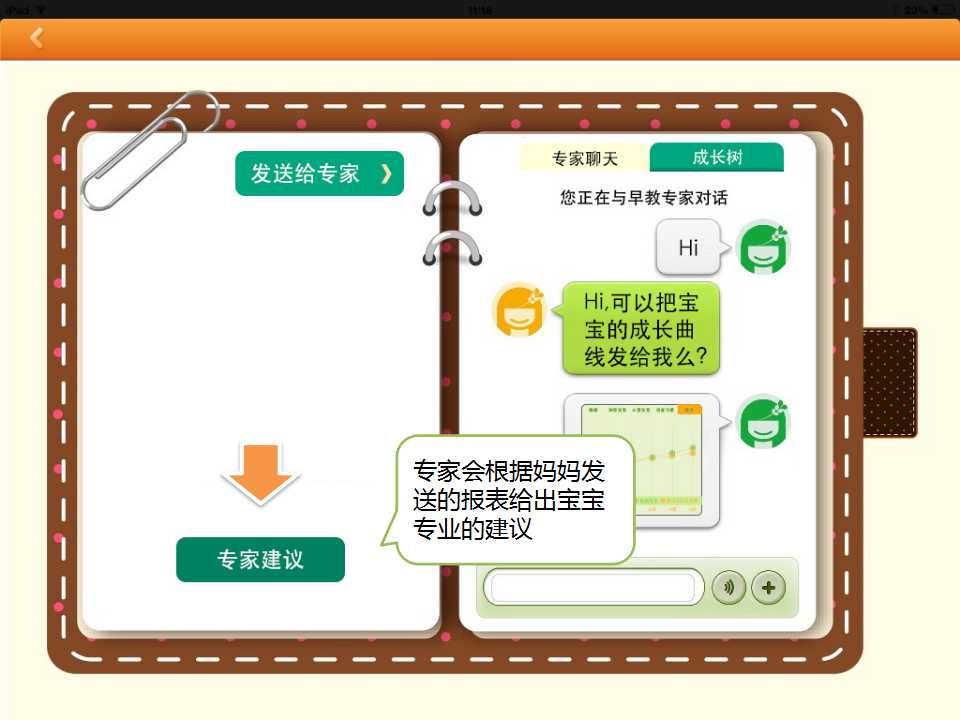 iPad
11:16
23%
发送给专家
专家聊天
成长树
您正在与早教专家对话
Hi
Hi,可以把宝
宝的成长曲
线发给我么?
专家会根据妈妈发
送的报表给出宝宝
专业的建议
专家建议